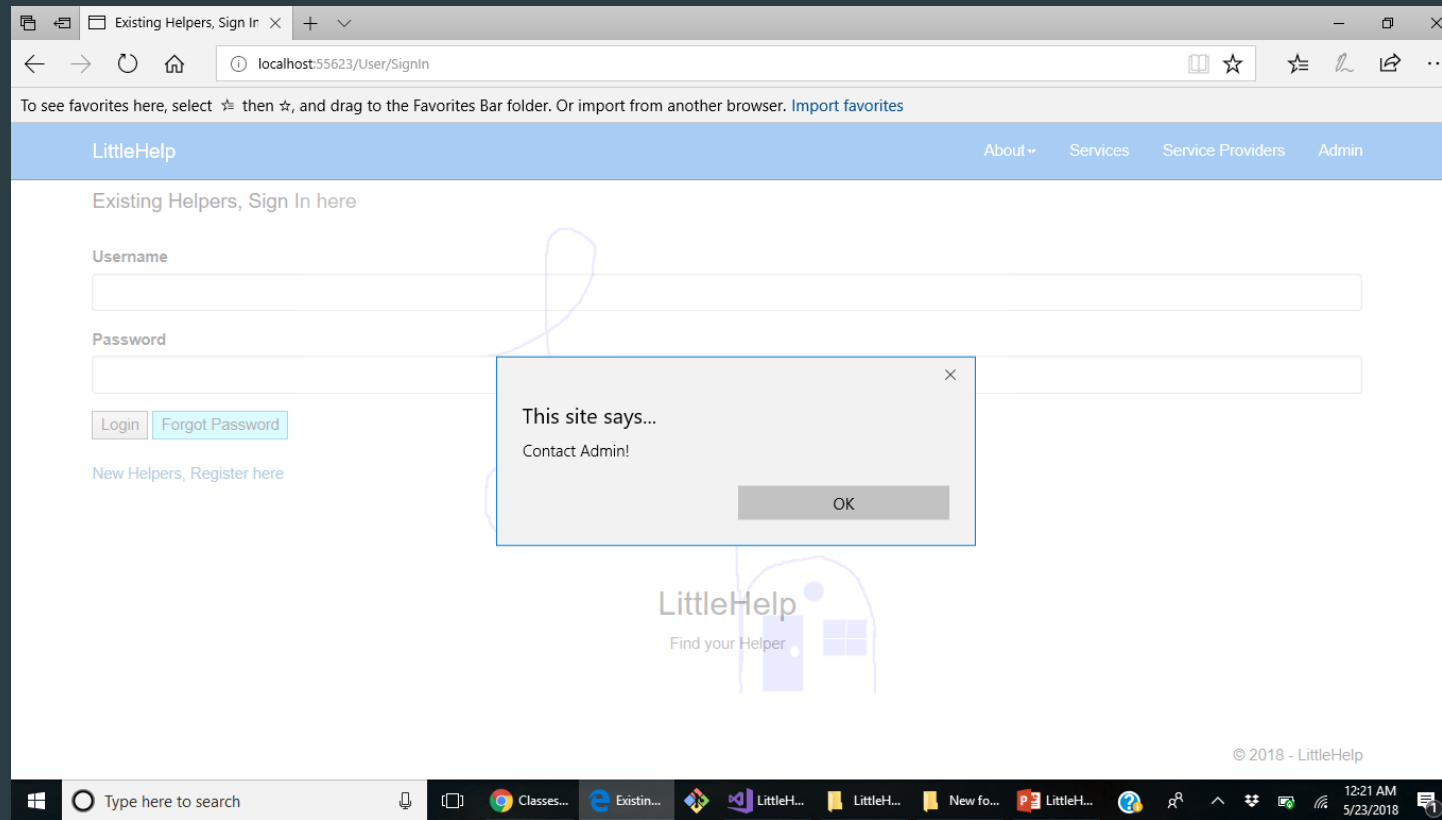 Existing Helpers, Sign In
localhost:55623/User/SignIn
To see favorites here, select then , and drag to the Favorites Bar folder. Or import from another browser. Import favorites
LittleHelp About Services Service Providers Admin
Existing Helpers, Sign In here
Username
Password
Login Forgot Password
New Helpers, Register here
This site says...
Contact Admin!
OK
LittleHelp
Find your Helper
© 2018 - LittleHelp
Type here to search Classes... Existin... LittleH... LittleH... New fo... LittleH... 12:21 AM
5/23/2018
1